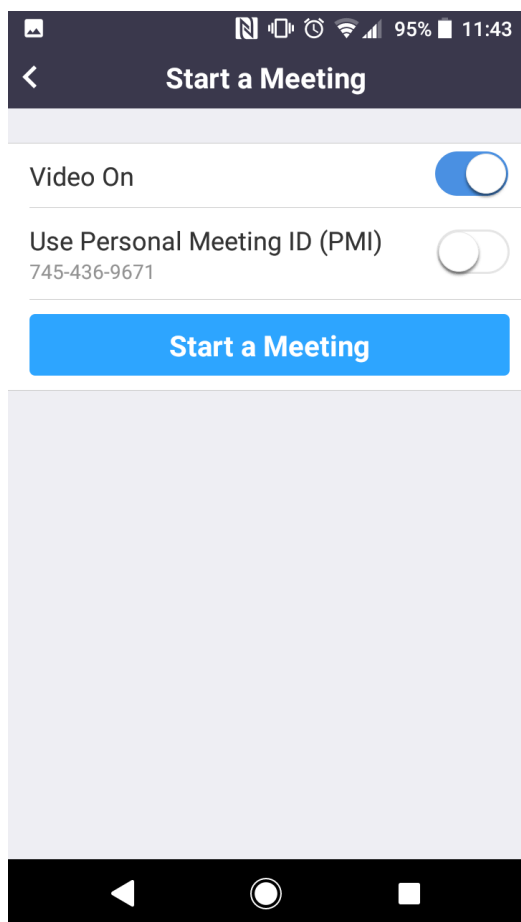 95% 11:43
Start a Meeting
Video On
Use Personal Meeting ID (PMI)
745-436-9671
Start a Meeting